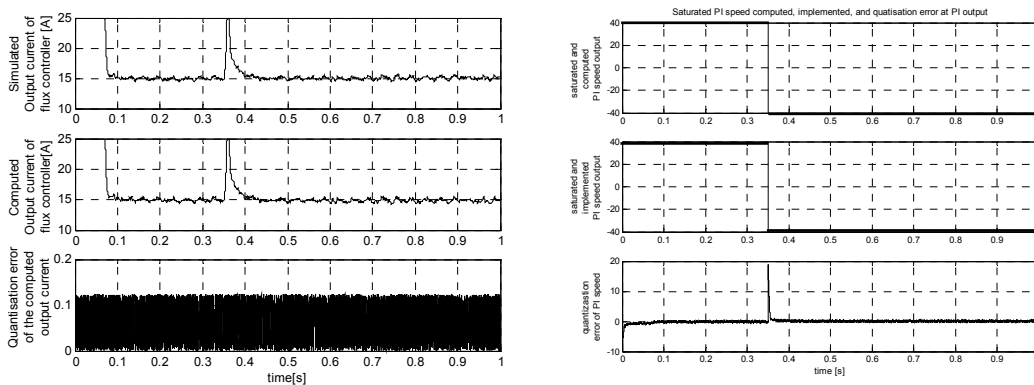 Simulated
Output current of
flux controller [A]
25
20
15
10
0 0.1 0.2 0.3 0.4 0.5 0.6 0.7 0.8 0.9 1
Computed
Output current of
flux controller[A]
25
20
15
10
0 0.1 0.2 0.3 0.4 0.5 0.6 0.7 0.8 0.9 1
Quantisation error
of the computed
output current
0.2
0.1
0
0 0.1 0.2 0.3 0.4 0.5 0.6 0.7 0.8 0.9 1
time[s]
Saturated PI speed computed, implemented, and quatisation error at PI output
saturated and
computed
PI speed output
40
20
0
-20
-40
0 0.1 0.2 0.3 0.4 0.5 0.6 0.7 0.8 0.9
saturated and
implemented
PI speed output
40
20
0
-20
-40
0 0.1 0.2 0.3 0.4 0.5 0.6 0.7 0.8 0.9
quantizastion
error of PI speed
20
10
0
-10
0 0.1 0.2 0.3 0.4 0.5 0.6 0.7 0.8 0.9
time [s]